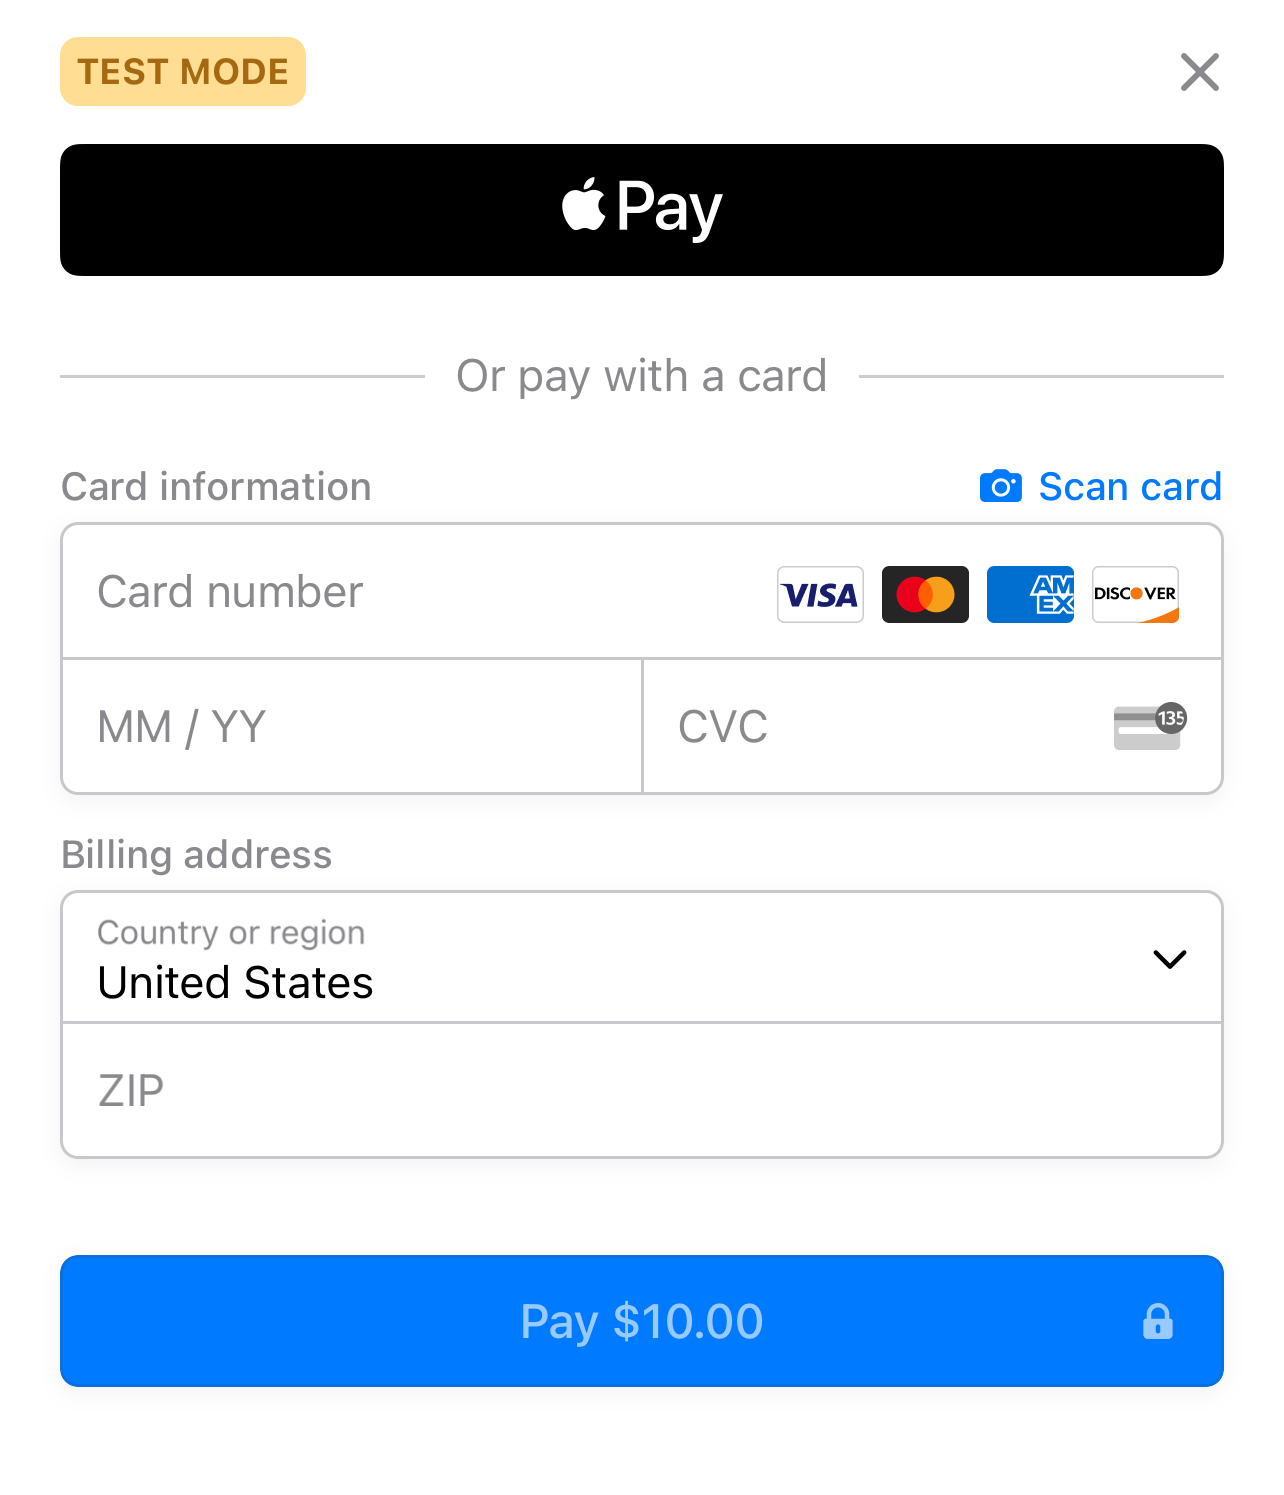 TEST MODE
Pay
Or pay with a card
Card information
Scan card
Card number
VISA
AM
EX
DISCOVER
MM / YY
CVC
135
Billing address
Country or region
United States
ZIP
Pay $10.00